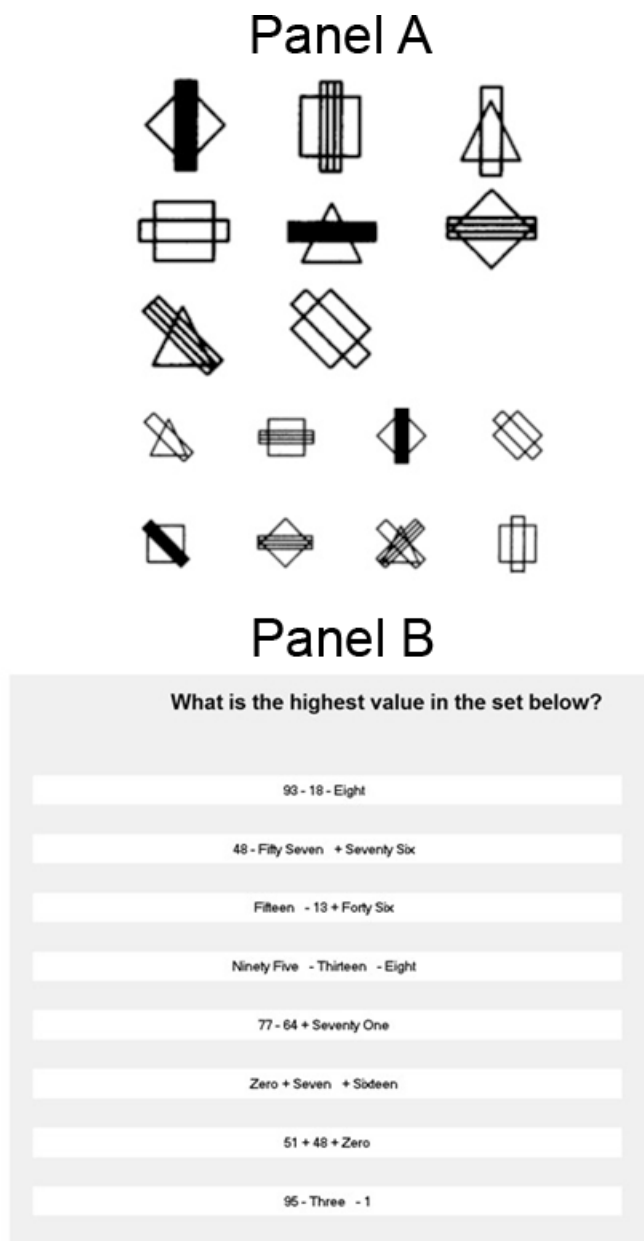 Panel A
Panel B
What is the highest value in the set below?
93 - 18 - Eight
48 - Fifty Seven + Seventy Six
Fifteen - 13 + Forty Six
Ninety Five - Thirteen - Eight
77 - 64 + Seventy One
Zero + Seven + Sixteen
51 + 48 + Zero
95 - Three - 1